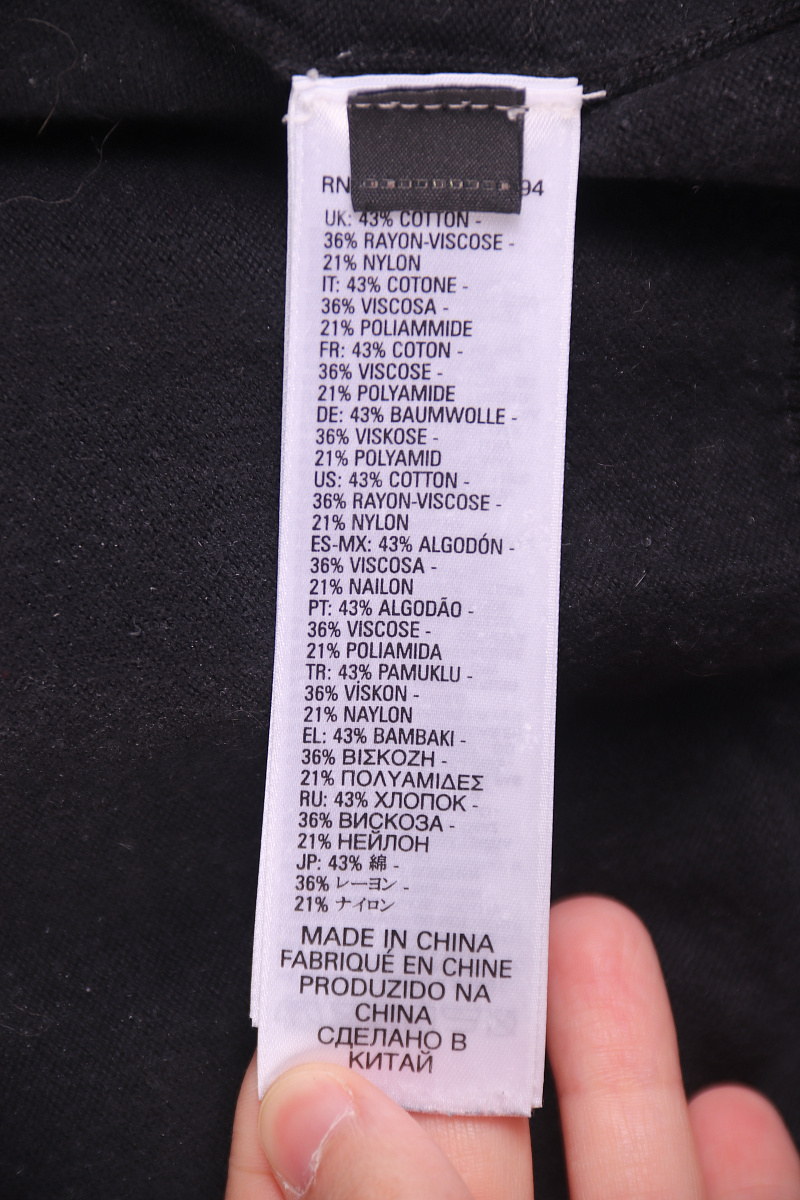 RN 94
UK: 43% COTTON -
36% RAYON-VISCOSE -
21% NYLON
IT: 43% COTONE -
36% VISCOSA -
21% POLIAMMIDE
FR: 43% COTON -
36% VISCOSE -
21% POLYAMIDE
DE: 43% BAUMWOLLE -
36% VISKOSE -
21% POLYAMID
US: 43% COTTON -
36% RAYON-VISCOSE -
21% NYLON
ES-MX: 43% ALGODÓN -
36% VISCOSA -
21% NAILON
PT: 43% ALGODÃO -
36% VISCOSE -
21% POLIAMIDA
TR: 43% PAMUKLU -
36% VİSKON -
21% NAYLON
EL: 43% ΒΑΜΒΑΚΙ -
36% ΒΙΣΚΟΖΗ -
21% ΠΟΛΥΑΜΙΔΕΣ
RU: 43% ХЛОПОК -
36% ВИСКОЗА -
21% НЕЙЛОН
JP: 43% 綿 -
36% レーヨン -
21% ナイロン
MADE IN CHINA
FABRIQUÉ EN CHINE
PRODUZIDO NA
CHINA
СДЕЛАНО В
КИТАЙ